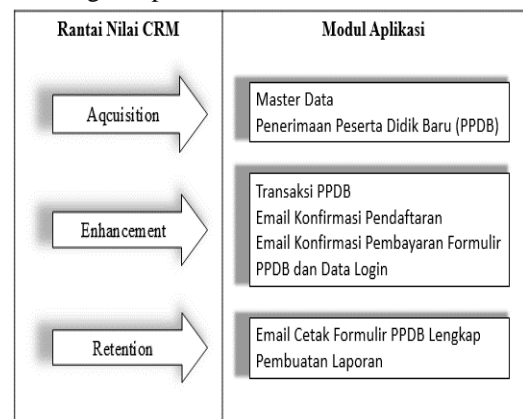 Rantai Nilai CRM
Modul Aplikasi
Aqcuisition
Master Data
Penerimaan Peserta Didik Baru (PPDB)
Enhancement
Transaksi PPDB
Email Konfirmasi Pendaftaran
Email Konfirmasi Pembayaran Formulir
PPDB dan Data Login
Retention
Email Cetak Formulir PPDB Lengkap
Pembuatan Laporan